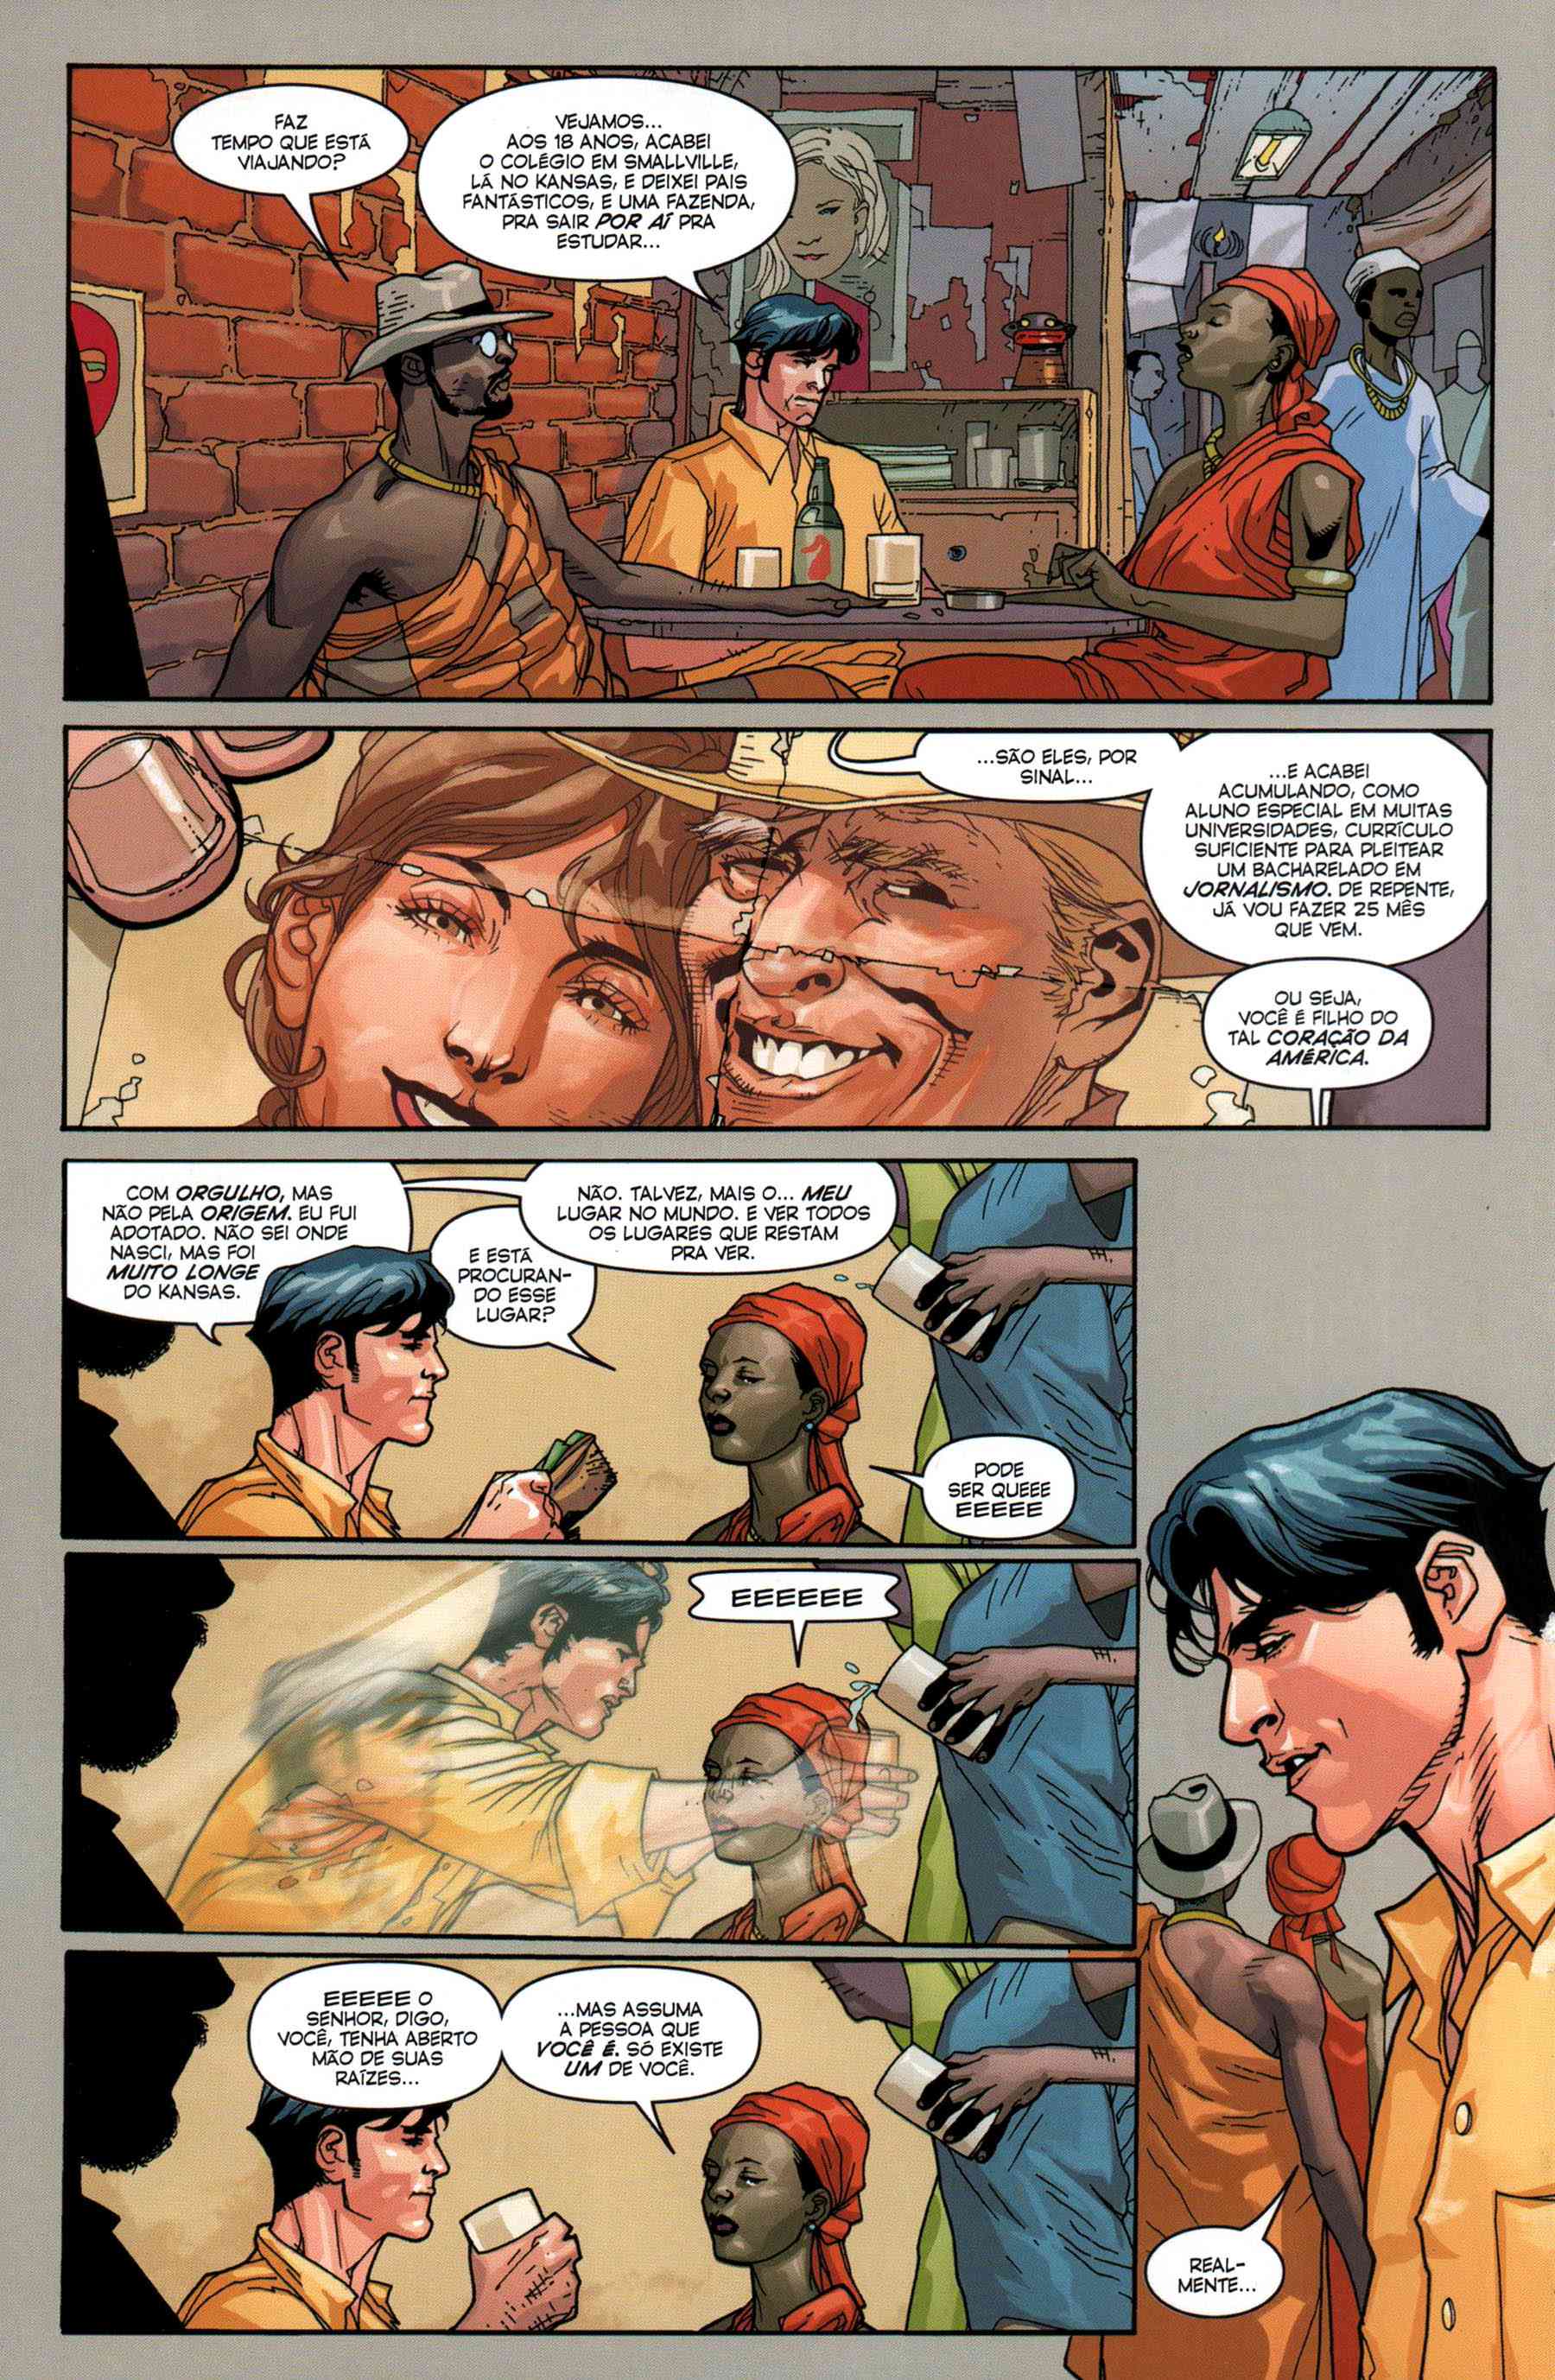 FAZ
TEMPO QUE ESTÁ
VIAJANDO?
VEJAMOS...
AOS 18 ANOS, ACABEI
O COLÉGIO EM SMALLVILLE,
LÁ NO KANSAS, E DEIXEI PAIS
FANTÁSTICOS, E UMA FAZENDA,
PRA SAIR POR AÍ PRA
ESTUDAR...
...SÃO ELES, POR
SINAL...
...E ACABEI
ACUMULANDO, COMO
ALUNO ESPECIAL EM MUITAS
UNIVERSIDADES, CURRÍCULO
SUFICIENTE PARA PLEITEAR
UM BACHARELADO EM
JORNALISMO. DE REPENTE,
JÁ VOU FAZER 25 MÊS
QUE VEM.
OU SEJA,
VOCÊ É FILHO DO
TAL CORAÇÃO DA
AMÉRICA.
COM ORGULHO, MAS
NÃO PELA ORIGEM. EU FUI
ADOTADO. NÃO SEI ONDE
NASCI, MAS FOI
MUITO LONGE
DO KANSAS.
E ESTÁ
PROCURAN-
DO ESSE
LUGAR?
NÃO. TALVEZ, MAIS O... MEU
LUGAR NO MUNDO. E VER TODOS
OS LUGARES QUE RESTAM
PRA VER.
PODE
SER QUEEE
EEEEE
EEEEEE
EEEEE O
SENHOR, DIGO,
VOCÊ, TENHA ABERTO
MÃO DE SUAS
RAÍZES...
...MAS ASSUMA
A PESSOA QUE
VOCÊ É. SÓ EXISTE
UM DE VOCÊ.
REAL-
MENTE...